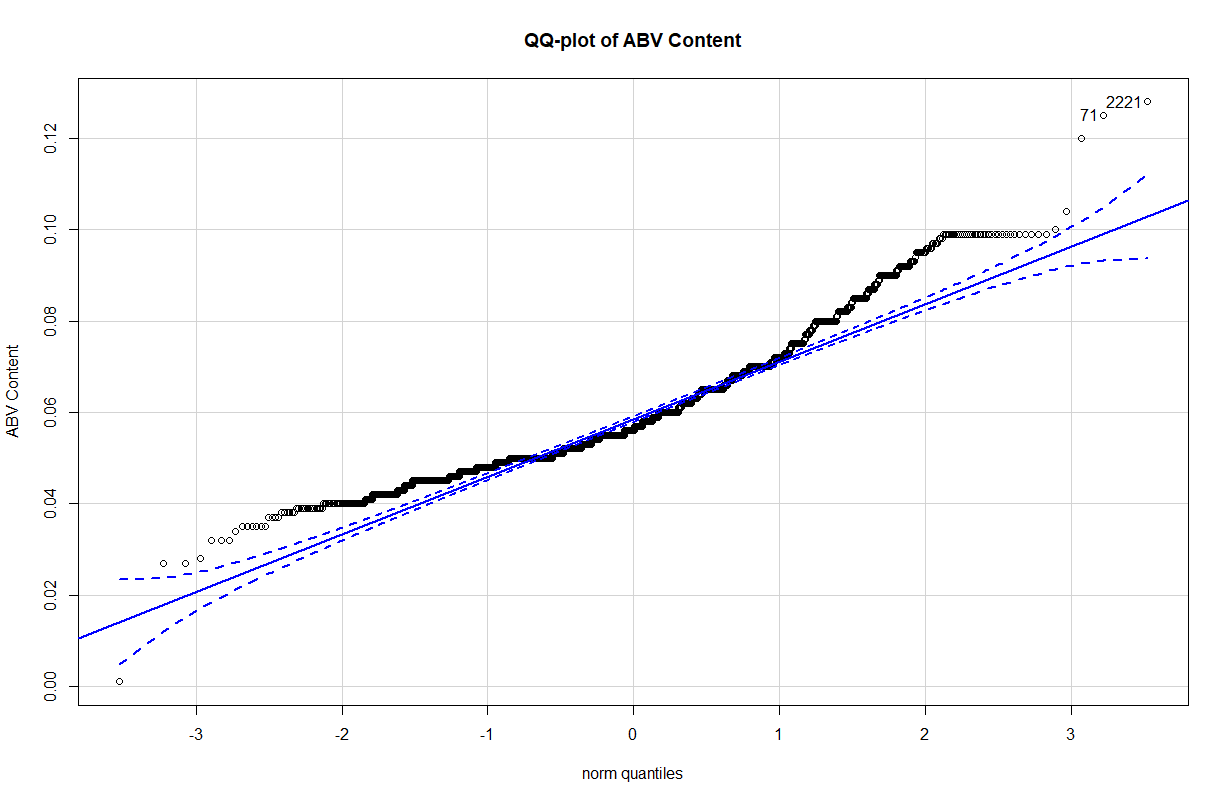 QQ-plot of ABV Content
71 2221
0.12
0.10
0.08
0.06
0.04
0.02
0.00
ABV Content
-3 -2 -1 0 1 2 3
norm quantiles